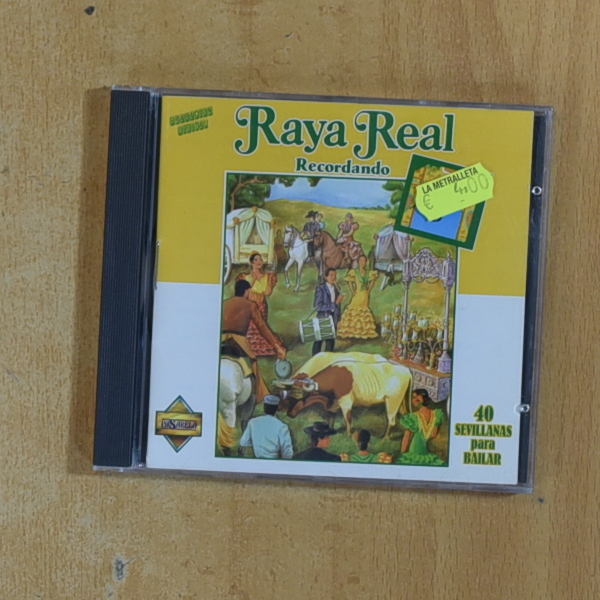 Raya Real
Recordando
LA METRALLETA
€ 4,00
40
SEVILLANAS
para
BAILAR